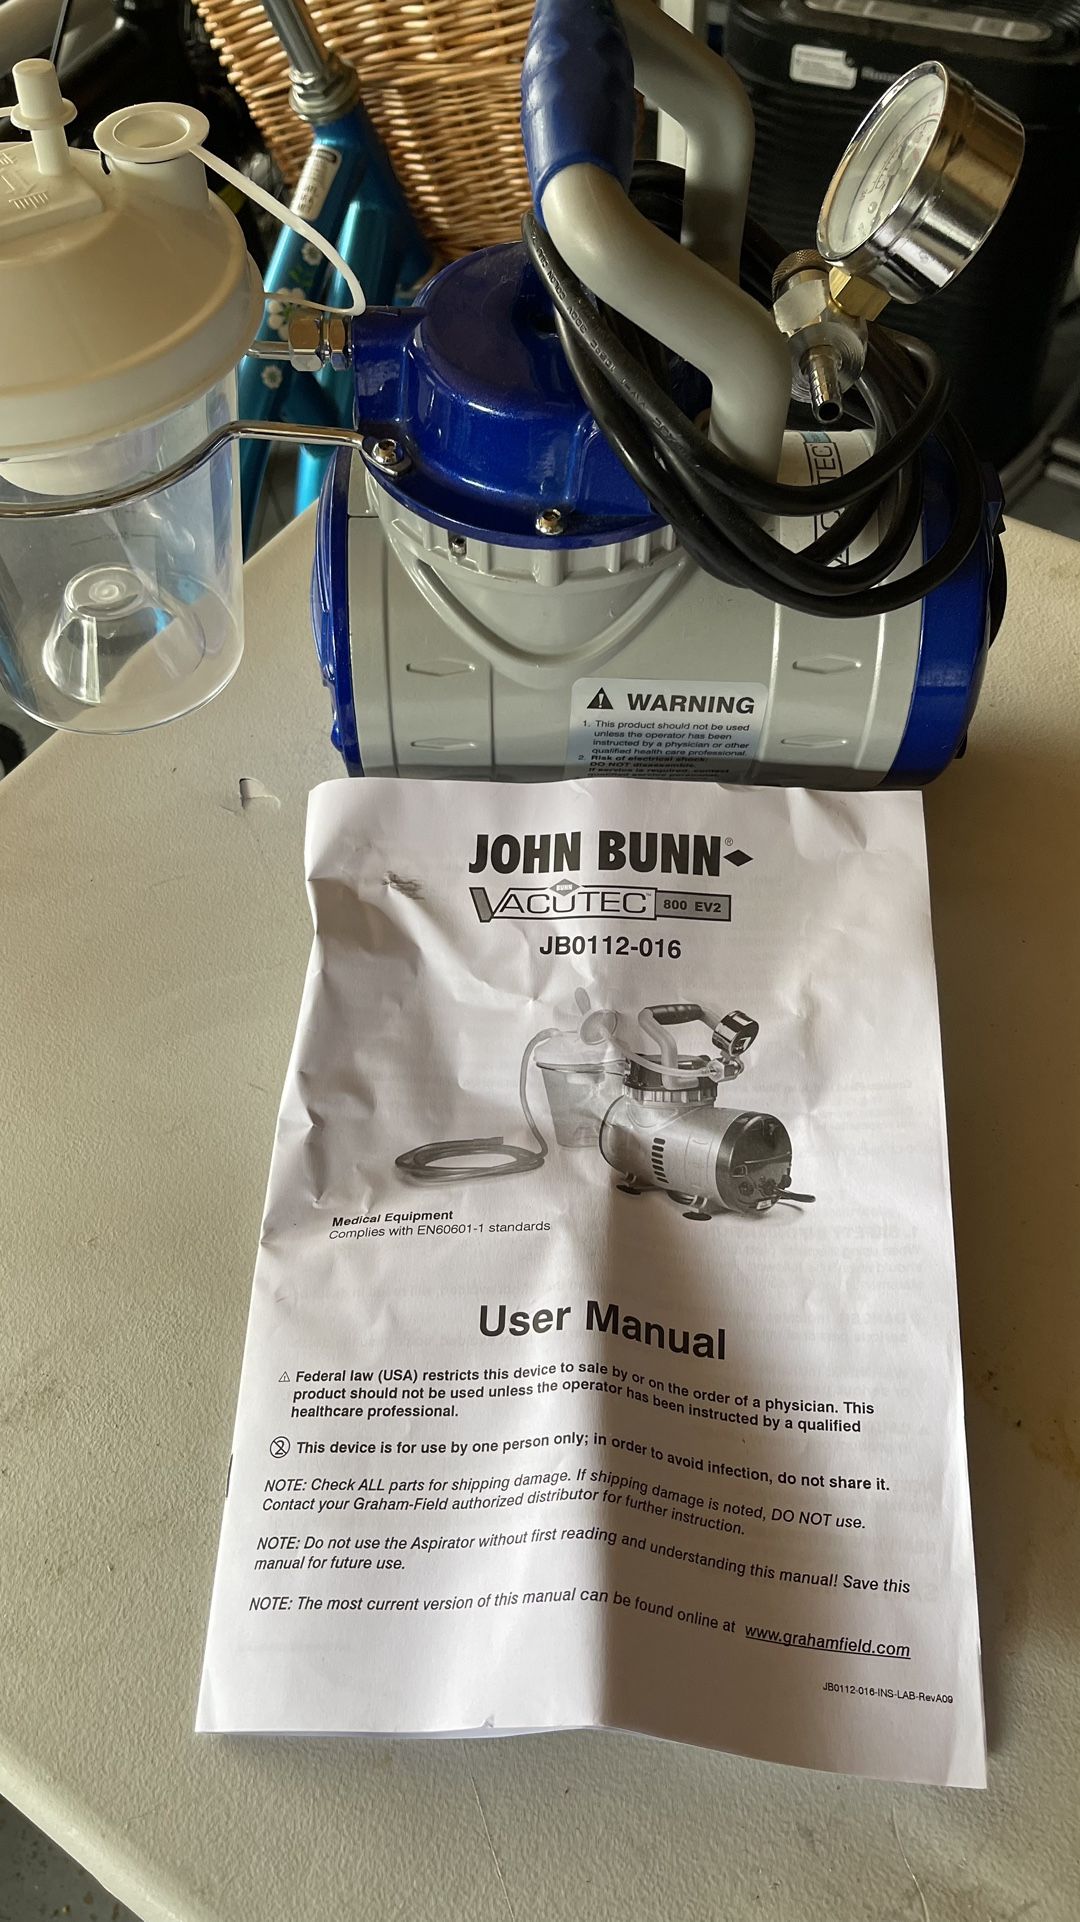 WARNING
1. This product should not be used
unless the operator has been
instructed by a physician or other
qualified health care professional.
2. Risk of electrical shock;
DO NOT disassemble.
JOHN BUNN®
BUNN
VACUTEC™ 800 EV2
JB0112-016
Medical Equipment
Complies with EN60601-1 standards
User Manual
⚠ Federal law (USA) restricts this device to sale by or on the order of a physician. This
product should not be used unless the operator has been instructed by a qualified
healthcare professional.
This device is for use by one person only; in order to avoid infection, do not share it.
NOTE: Check ALL parts for shipping damage. If shipping damage is noted, DO NOT use.
Contact your Graham-Field authorized distributor for further instruction.
NOTE: Do not use the Aspirator without first reading and understanding this manual! Save this
manual for future use.
NOTE: The most current version of this manual can be found online at www.grahamfield.com
JB0112-016-INS-LAB-RevA09